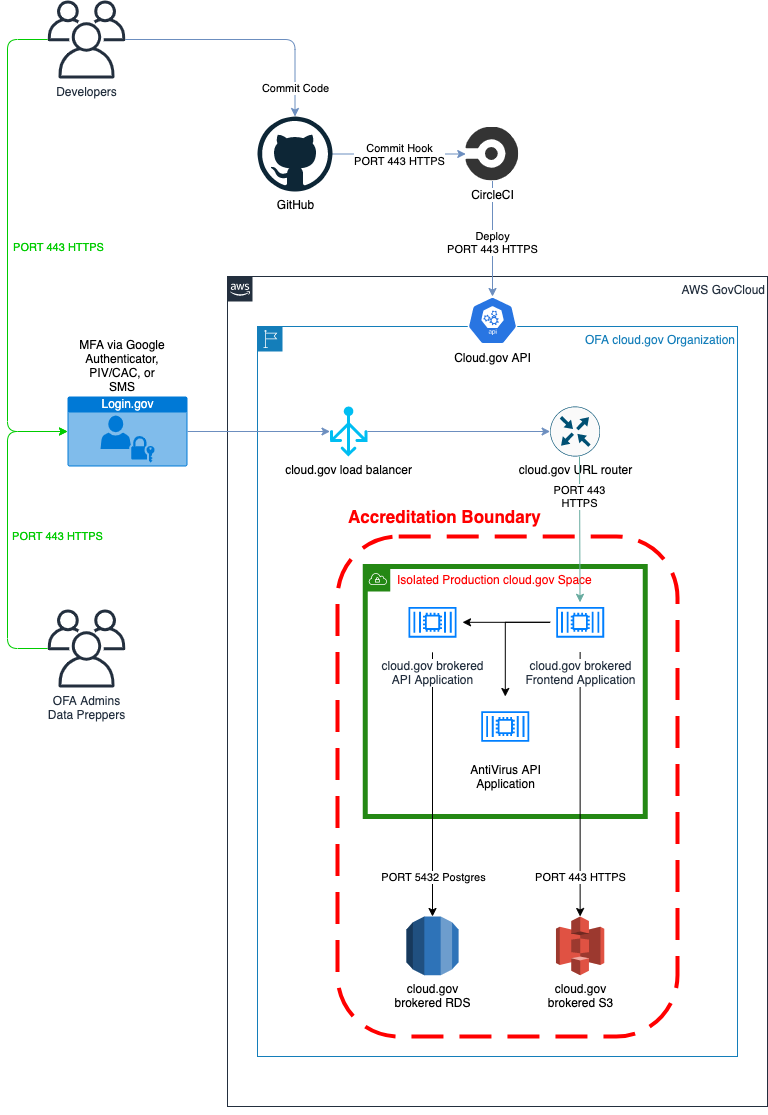 Developers
Commit Code
GitHub
Commit Hook
PORT 443 HTTPS
CircleCI
Deploy
PORT 443 HTTPS
PORT 443 HTTPS
aws
AWS GovCloud
api
Cloud.gov API
OFA cloud.gov Organization
MFA via Google
Authenticator,
PIV/CAC, or
SMS
Login.gov
cloud.gov load balancer
cloud.gov URL router
PORT 443
HTTPS
Accreditation Boundary
PORT 443 HTTPS
Isolated Production cloud.gov Space
cloud.gov brokered
API Application
cloud.gov brokered
Frontend Application
OFA Admins
Data Preppers
AntiVirus API
Application
PORT 5432 Postgres
PORT 443 HTTPS
cloud.gov
brokered RDS
cloud.gov
brokered S3